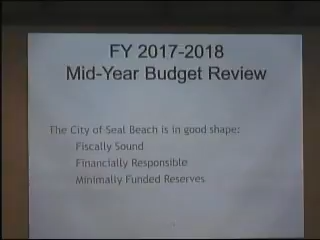 FY 2017-2018
Mid-Year Budget Review
The City of Seal Beach is in good shape:
Fiscally Sound
Financially Responsible
Minimally Funded Reserves